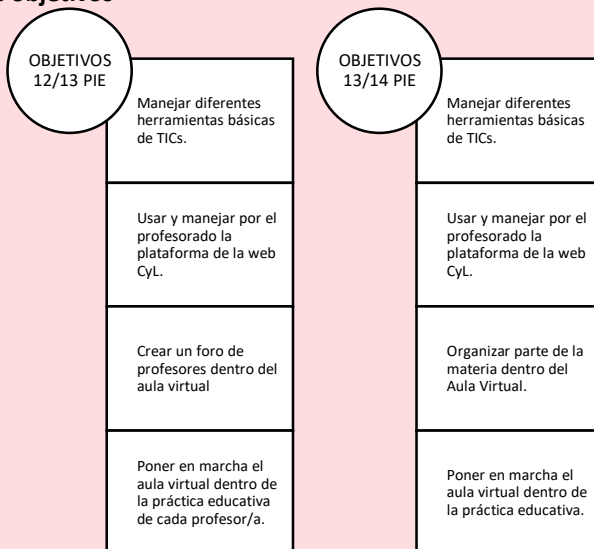 objetivos
OBJETIVOS
12/13 PIE
Manejar diferentes
herramientas básicas
de TICs.
Usar y manejar por el
profesorado la
plataforma de la web
CyL.
Crear un foro de
profesores dentro del
aula virtual
Poner en marcha el
aula virtual dentro de
la práctica educativa
de cada profesor/a.
OBJETIVOS
13/14 PIE
Manejar diferentes
herramientas básicas
de TICs.
Usar y manejar por el
profesorado la
plataforma de la web
CyL.
Organizar parte de la
materia dentro del
Aula Virtual.
Poner en marcha el
aula virtual dentro de
la práctica educativa.